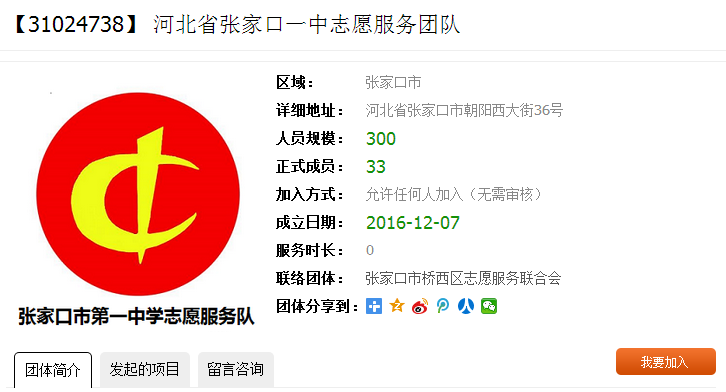 【31024738】 河北省张家口一中志愿服务团队
区域： 张家口市
详细地址： 河北省张家口市朝阳西大街36号
人员规模： 300
正式成员： 33
加入方式： 允许任何人加入（无需审核）
成立日期： 2016-12-07
服务时长： 0
联络团体： 张家口市桥西区志愿服务联合会
团体分享到：
张家口市第一中学志愿服务队
团体简介 发起的项目 留言咨询
我要加入